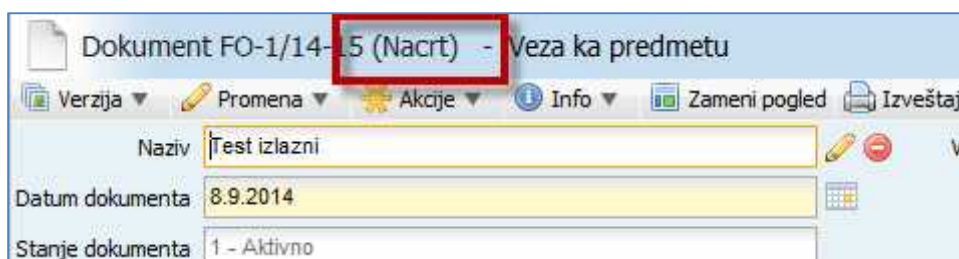 Dokument FO-1/14-15 (Nacrt) - Veza ka predmetu
Verzija Promena Akcije Info Zameni pogled Izveštaj
Naziv Test izlazni V
Datum dokumenta 8.9.2014
Stanje dokumenta 1 - Aktivno